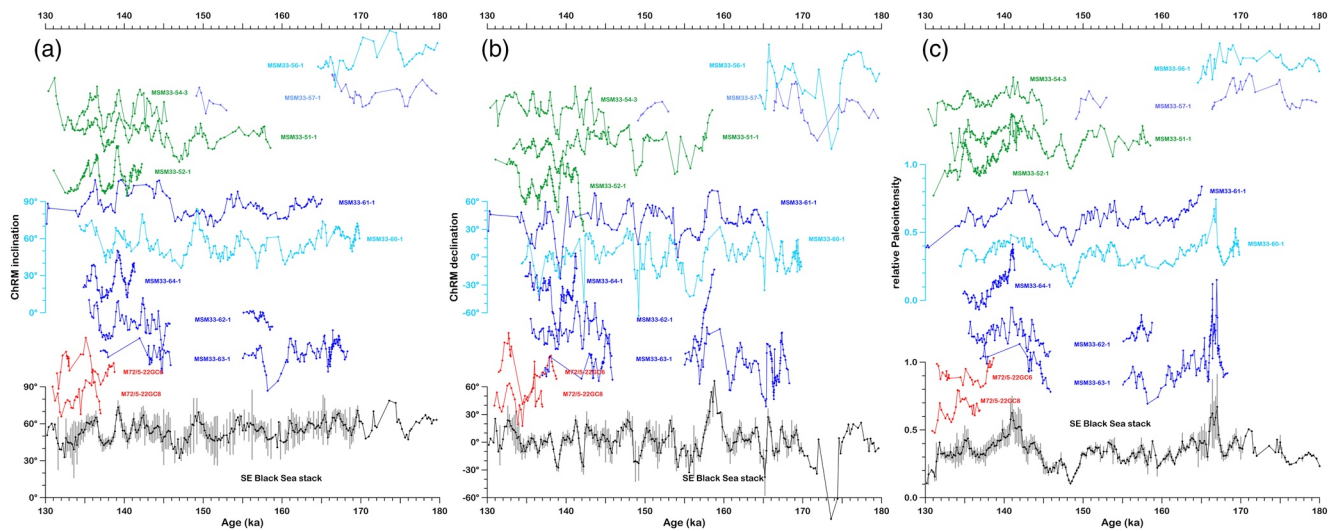 130 140 150 160 170 180
(a)
MSM33-56-1
MSM33-57-1
MSM33-54-3
MSM33-51-1
MSM33-52-1
90°
60°
30°
0°
ChRM inclination
MSM33-61-1
MSM33-60-1
MSM33-64-1
MSM33-62-1
MSM33-63-1
M72/5-22GC6
M72/5-22GC8
90°
60°
30°
0°
SE Black Sea stack
130 140 150 160 170 180
Age (ka)
130 140 150 160 170 180
(b)
MSM33-56-1
MSM33-57-1
MSM33-54-3
MSM33-51-1
MSM33-52-1
60°
30°
0°
-30°
-60°
ChRM declination
MSM33-61-1
MSM33-60-1
MSM33-64-1
MSM33-62-1
MSM33-63-1
M72/5-22GC6
M72/5-22GC8
60°
30°
0°
-30°
-60°
SE Black Sea stack
130 140 150 160 170 180
Age (ka)
130 140 150 160 170 180
(c)
MSM33-56-1
MSM33-57-1
MSM33-54-3
MSM33-51-1
MSM33-52-1
1.0
0.5
0.0
relative Paleintensity
MSM33-61-1
MSM33-60-1
MSM33-64-1
MSM33-62-1
MSM33-63-1
M72/5-22GC6
M72/5-22GC8
SE Black Sea stack
1.0
0.5
0.0
130 140 150 160 170 180
Age (ka)